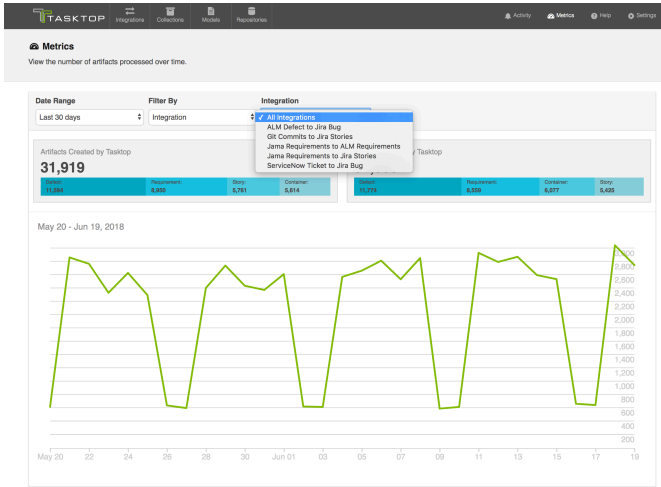 TASKTOP
Integrations
Collections
Models
Repositories
Activity
Metrics
Help
Settings
Metrics
View the number of artifacts processed over time.
Date Range
Filter By
Integration
Last 30 days
Integration
✓ All Integrations
ALM Defect to Jira Bug
Git Commits to Jira Stories
Jama Requirements to ALM Requirements
Jama Requirements to Jira Stories
ServiceNow Ticket to Jira Bug
Artifacts Created by Tasktop
31,919
Defect:
Requirement:
Story:
Container:
11,594
8,930
5,781
5,614
y Tasktop
Defect:
Requirement:
Container:
Story:
11,774
8,559
6,077
5,425
May 20 - Jun 19, 2018
2,800
2,600
2,400
2,200
2,000
1,800
1,600
1,400
1,200
1,000
800
600
400
200
May 20
22
24
26
28
30
Jun 01
03
05
07
09
11
13
15
17
19